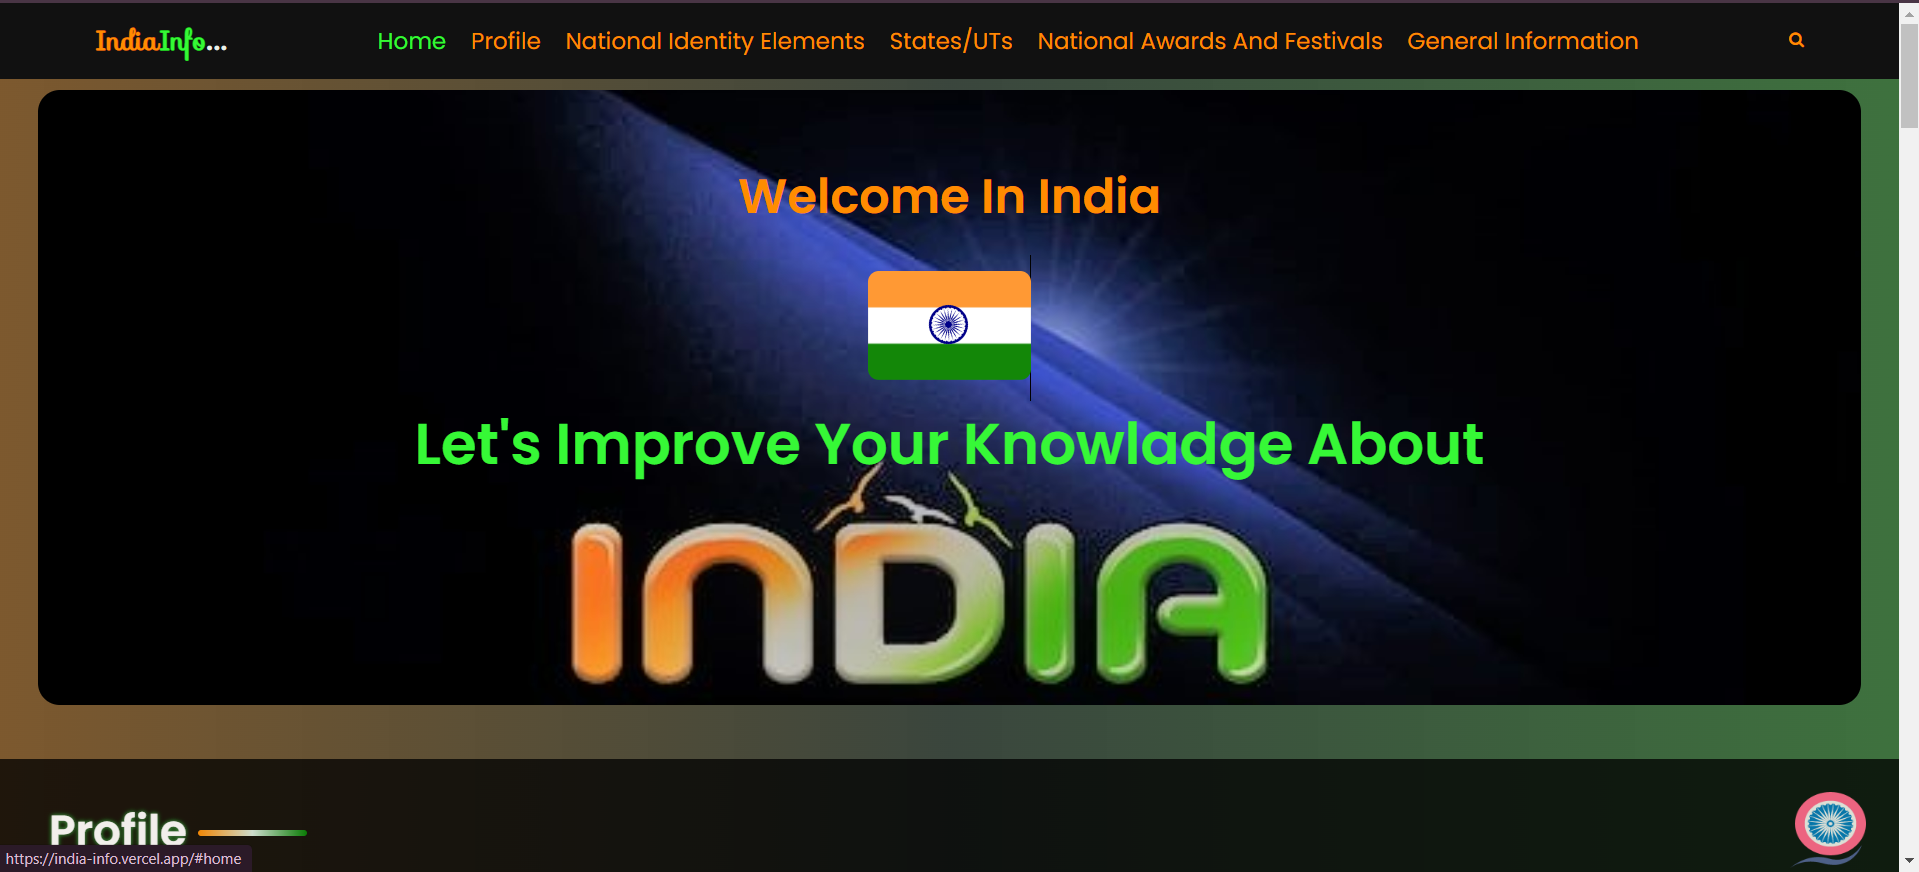 IndiaInfo...
Home Profile National Identity Elements States/UTs National Awards And Festivals General Information
Welcome In India
Let's Improve Your Knowladge About
INDIA
Profile
https://india-info.vercel.app/#home